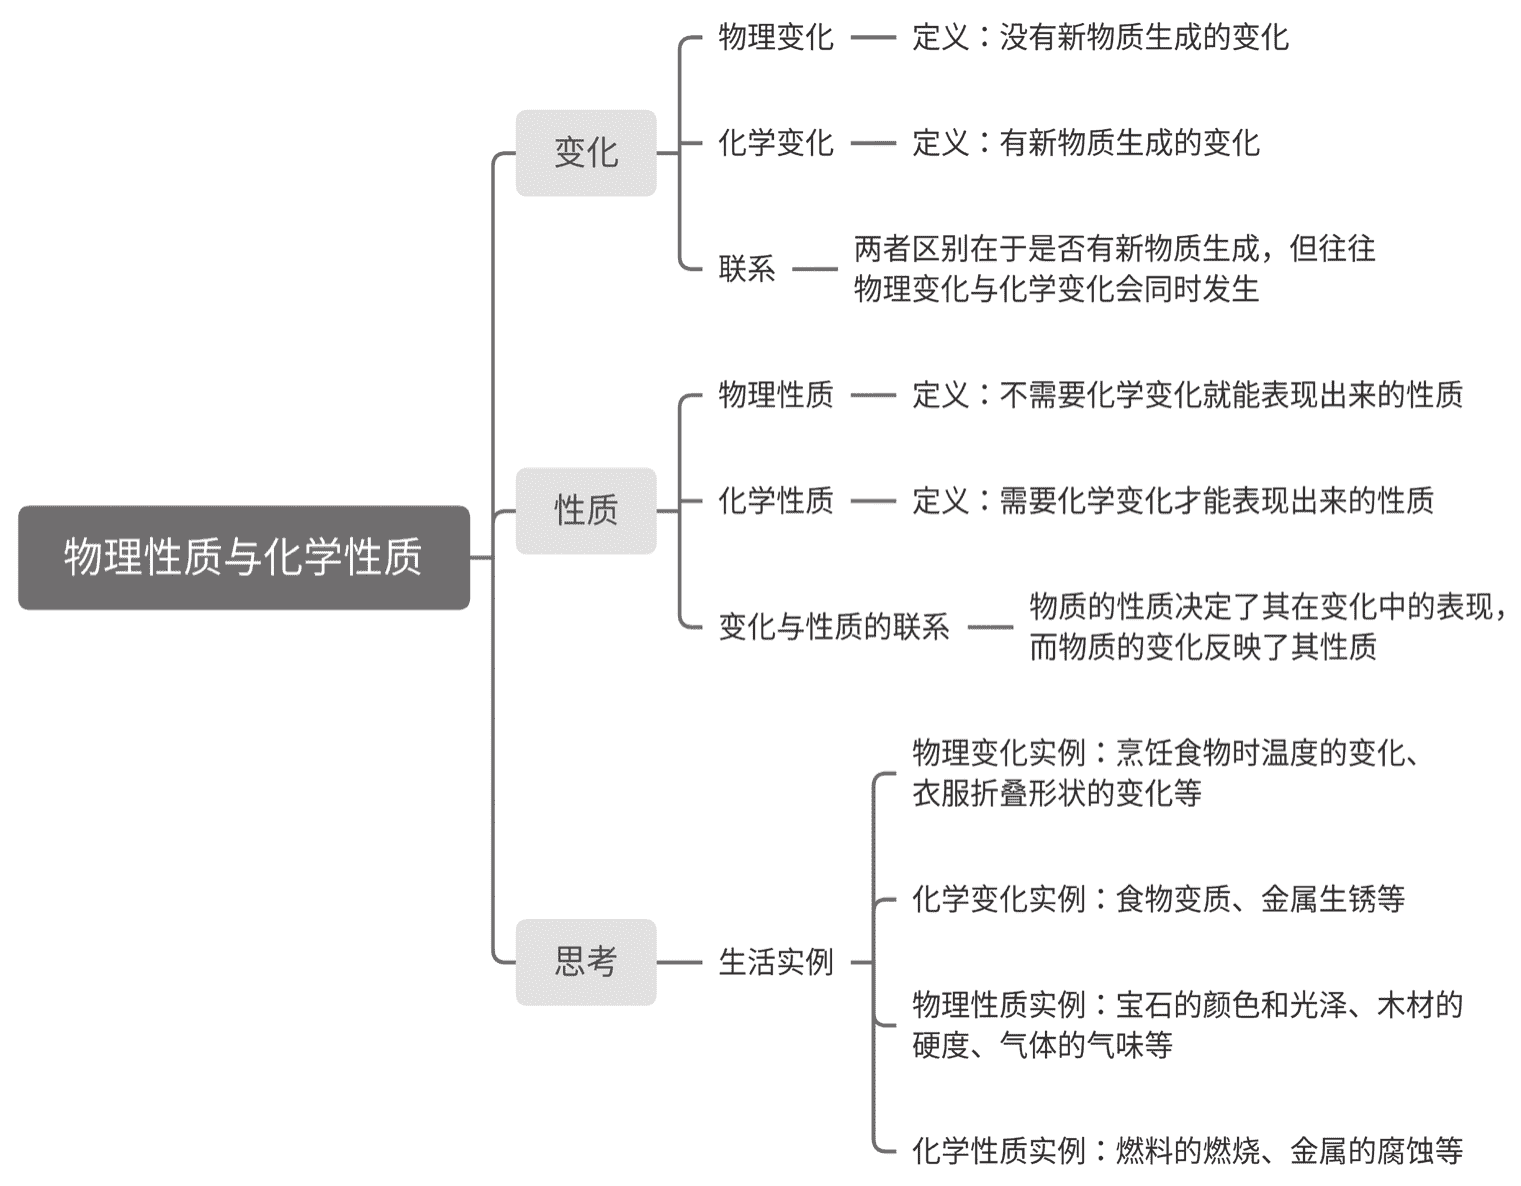 物理性质与化学性质
变化
物理变化
定义：没有新物质生成的变化
化学变化
定义：有新物质生成的变化
联系
两者区别在于是否有新物质生成，但往往
物理变化与化学变化会同时发生
性质
物理性质
定义：不需要化学变化就能表现出来的性质
化学性质
定义：需要化学变化才能表现出来的性质
变化与性质的联系
物质的性质决定了其在变化中的表现，
而物质的变化反映了其性质
思考
生活实例
物理变化实例：烹饪食物时温度的变化、
衣服折叠形状的变化等
化学变化实例：食物变质、金属生锈等
物理性质实例：宝石的颜色和光泽、木材的
硬度、气体的气味等
化学性质实例：燃料的燃烧、金属的腐蚀等